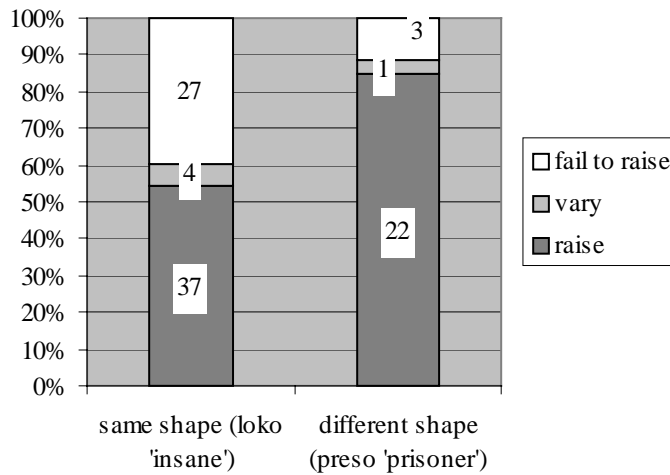 100%
90%
80%
70%
60%
50%
40%
30%
20%
10%
0%
27
4
37
3
1
22
same shape (loko
'insane')
different shape
(preso 'prisoner')
fail to raise
vary
raise